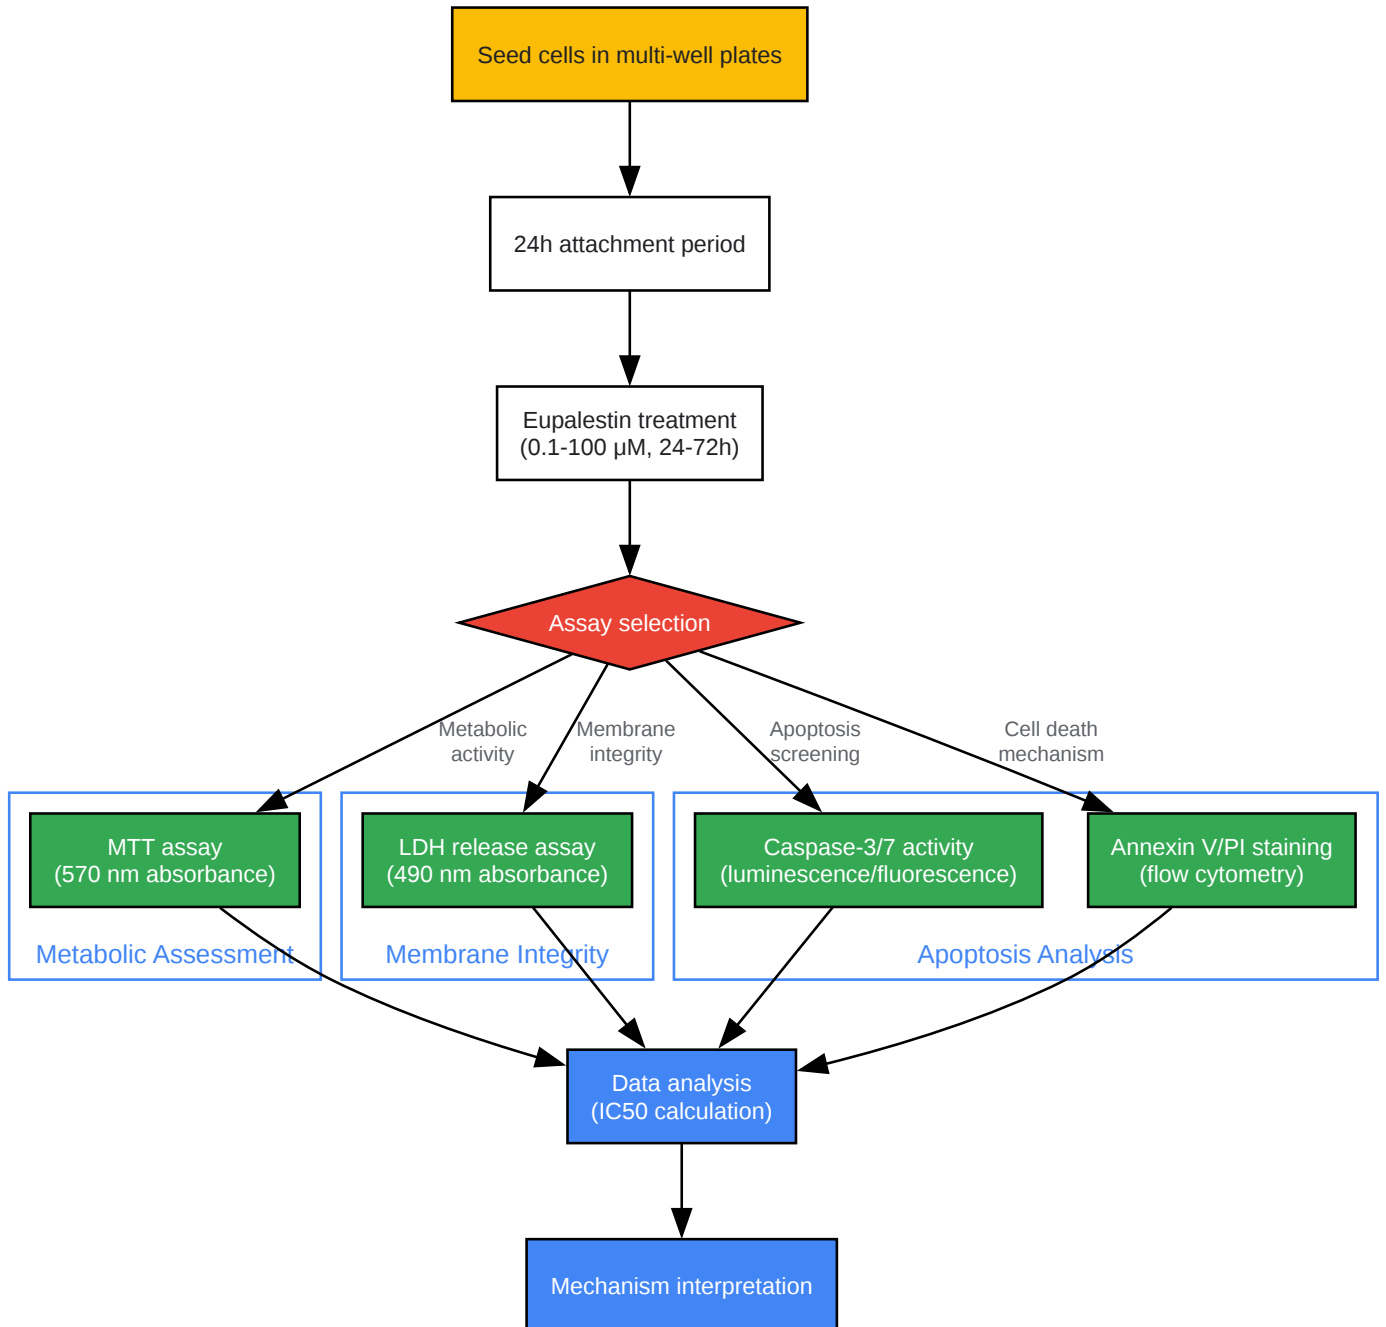 Seed cells in multi-well plates
24h attachment period
Eupalestin treatment
(0.1-100 μM, 24-72h)
Assay selection
Metabolic
activity
Membrane
integrity
Apoptosis
screening
Cell death
mechanism
MTT assay
(570 nm absorbance)
LDH release assay
(490 nm absorbance)
Caspase-3/7 activity
(luminescence/fluorescence)
Annexin V/PI staining
(flow cytometry)
Metabolic Assessment
Membrane Integrity
Apoptosis Analysis
Data analysis
(IC50 calculation)
Mechanism interpretation